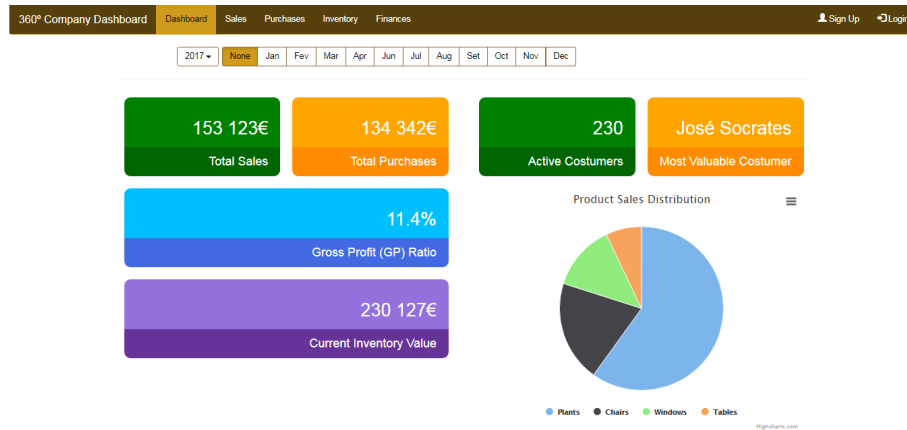 360º Company Dashboard Dashboard Sales Purchases Inventory Finances Sign Up Login
2017 None Jan Fev Mar Apr Jun Jul Aug Set Oct Nov Dec
153 123€
Total Sales
134 342€
Total Purchases
230
Active Costumers
José Socrates
Most Valuable Costumer
11.4%
Gross Profit (GP) Ratio
230 127€
Current Inventory Value
Product Sales Distribution
Plants Chairs Windows Tables
Highcharts.com